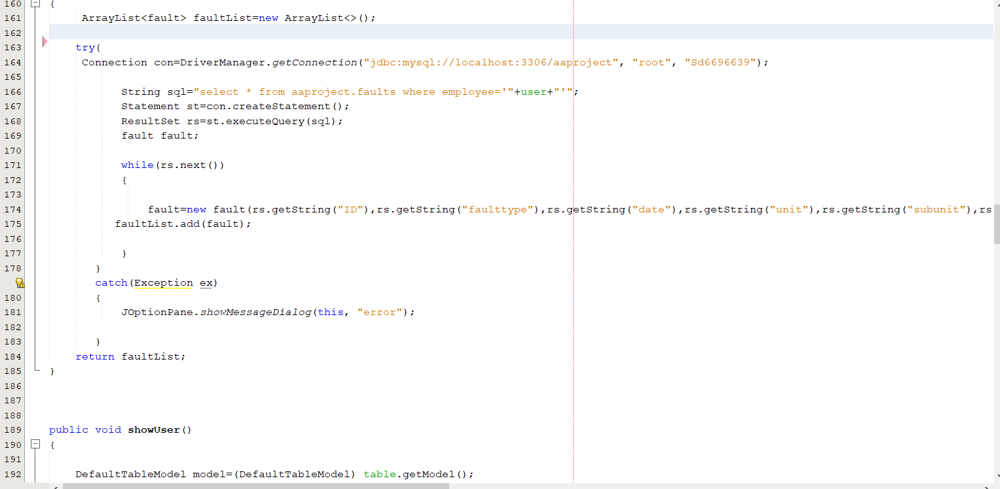 160 {
161 ArrayList<fault> faultList=new ArrayList<>();
162
163 try{
164 Connection con=DriverManager.getConnection("jdbc:mysql://localhost:3306/aaproject", "root", "Sd6696639");
165
166 String sql="select * from aaproject.faults where employee='"+user+"'";
167 Statement st=con.createStatement();
168 ResultSet rs=st.executeQuery(sql);
169 fault fault;
170
171 while(rs.next())
172 {
173
174 fault=new fault(rs.getString("ID"),rs.getString("faulttype"),rs.getString("date"),rs.getString("unit"),rs.getString("subunit"),rs
175 faultList.add(fault);
176
177 }
178 }
catch(Exception ex)
180 {
181 JOptionPane.showMessageDialog(this, "error");
182
183 }
184 return faultList;
185 }
186
187
188
189 public void showUser()
190 {
191
192 DefaultTableModel model=(DefaultTableModel) table.getModel();